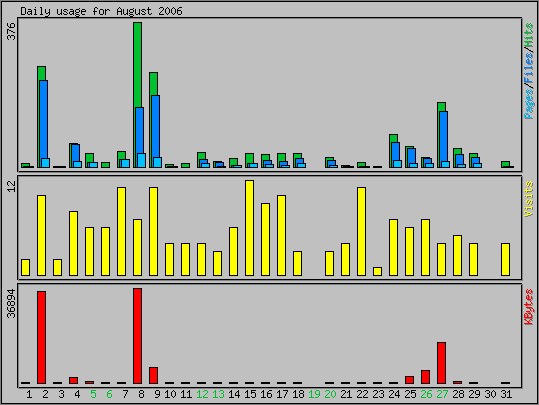 Daily usage for August 2006
376
Pages/Files/Hits
12
Visits
36894
KBytes
1 2 3 4 5 6 7 8 9 10 11 12 13 14 15 16 17 18 19 20 21 22 23 24 25 26 27 28 29 30 31